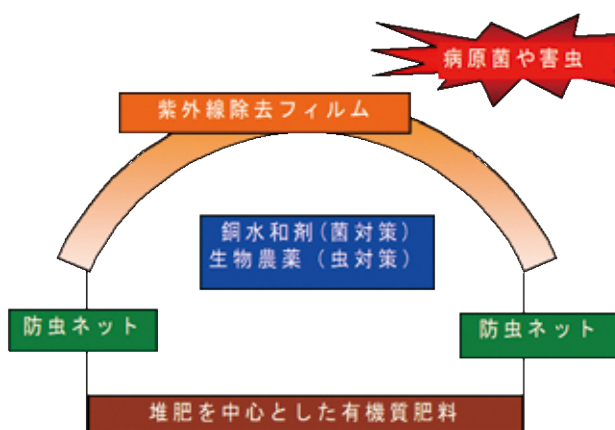 病原菌や害虫
紫外線除去フィルム
銅水和剤(菌対策)
生物農薬(虫対策)
防虫ネット
防虫ネット
堆肥を中心とした有機質肥料